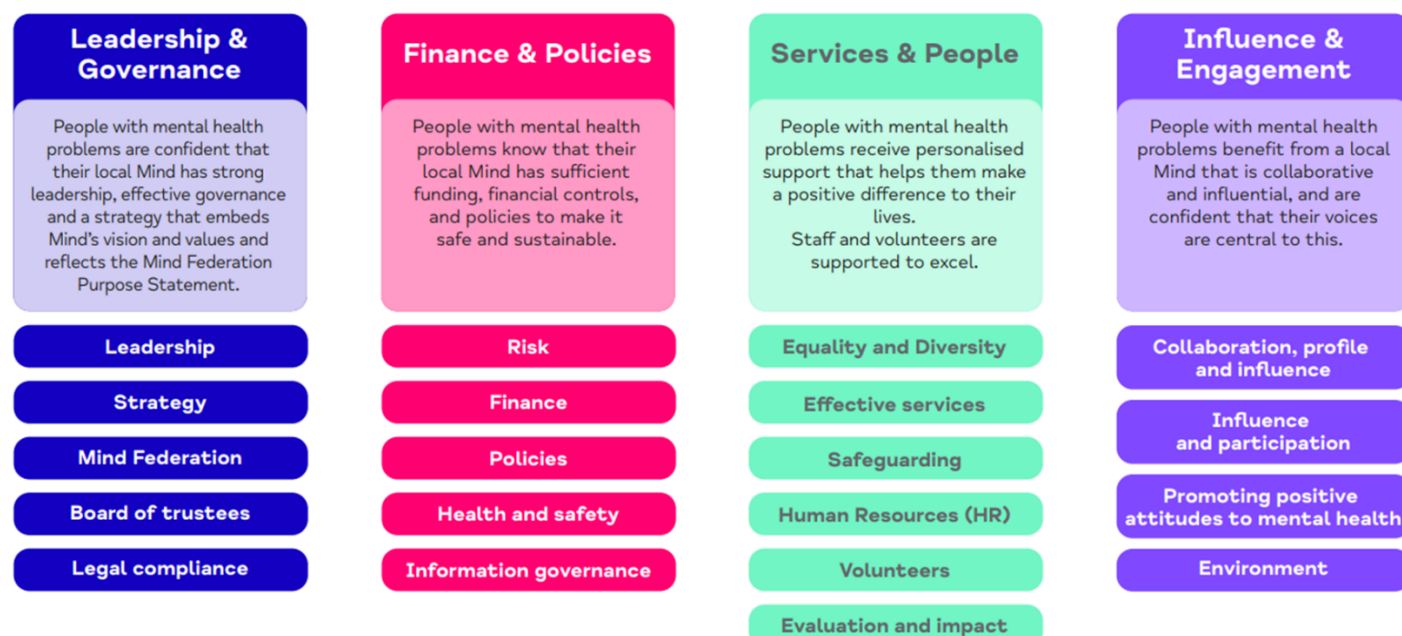 Leadership &
Governance
People with mental health
problems are confident that
their local Mind has strong
leadership, effective governance
and a strategy that embeds
Mind's vision and values and
reflects the Mind Federation
Purpose Statement.
Leadership
Strategy
Mind Federation
Board of trustees
Legal compliance
Finance & Policies
People with mental health
problems know that their
local Mind has sufficient
funding, financial controls,
and policies to make it
safe and sustainable.
Risk
Finance
Policies
Health and safety
Information governance
Services & People
People with mental health
problems receive personalised
support that helps them make
a positive difference to their
lives.
Staff and volunteers are
supported to excel.
Equality and Diversity
Effective services
Safeguarding
Human Resources (HR)
Volunteers
Evaluation and impact
Influence &
Engagement
People with mental health
problems benefit from a local
Mind that is collaborative
and influential, and are
confident that their voices
are central to this.
Collaboration, profile
and influence
Influence
and participation
Promoting positive
attitudes to mental health
Environment